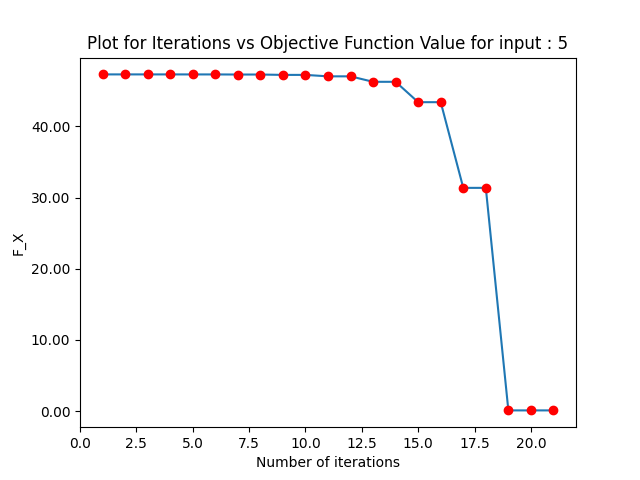 Plot for Iterations vs Objective Function Value for input : 5
40.00
30.00
20.00
10.00
0.00
F_X
0.0 2.5 5.0 7.5 10.0 12.5 15.0 17.5 20.0
Number of iterations